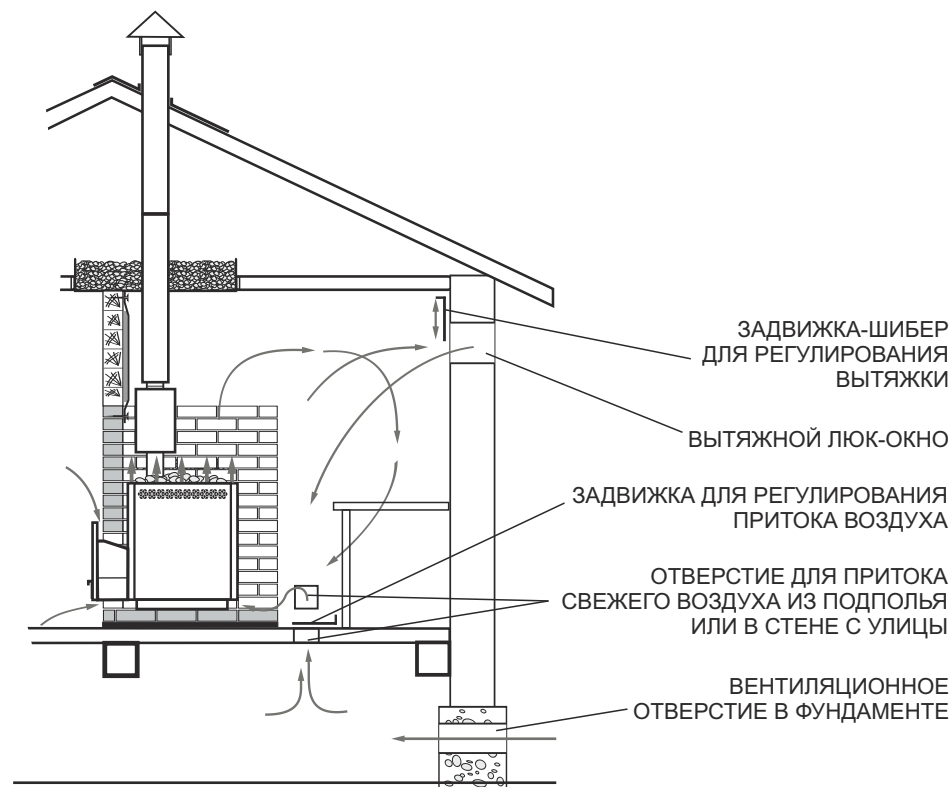 ЗАДВИЖКА-ШИБЕР
ДЛЯ РЕГУЛИРОВАНИЯ
ВЫТЯЖКИ
ВЫТЯЖНОЙ ЛЮК-ОКНО
ЗАДВИЖКА ДЛЯ РЕГУЛИРОВАНИЯ
ПРИТОКА ВОЗДУХА
ОТВЕРСТИЕ ДЛЯ ПРИТОКА
СВЕЖЕГО ВОЗДУХА ИЗ ПОДПОЛЬЯ
ИЛИ В СТЕНЕ С УЛИЦЫ
ВЕНТИЛЯЦИОННОЕ
ОТВЕРСТИЕ В ФУНДАМЕНТЕ